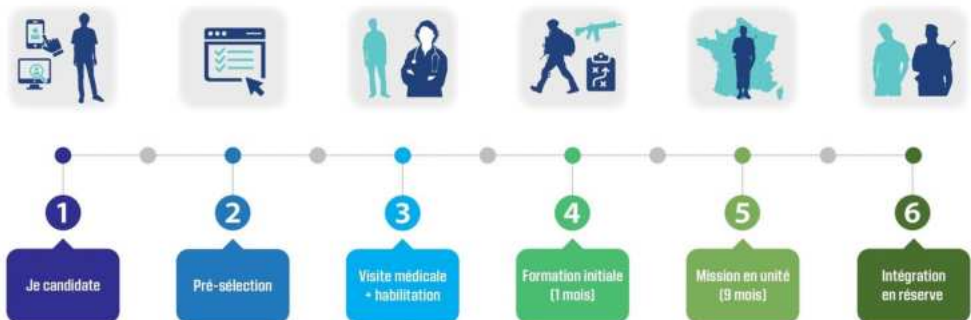 1
Je candidate
2
Pré-sélection
3
Visite médicale
+ habilitation
4
Formation initiale
(1 mois)
5
Mission en unité
(9 mois)
6
Intégration
en réserve